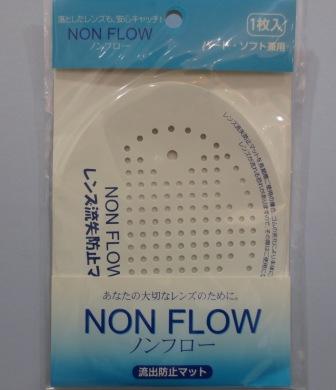 落としたレンズも、安心キャッチ!
NON FLOW
ノンフロー
1枚入
ハード・ソフト兼用
NON FLOW
レンズ流失防止マ
あなたの大切なレンズのために。
NON FLOW
ノンフロー
流出防止マット